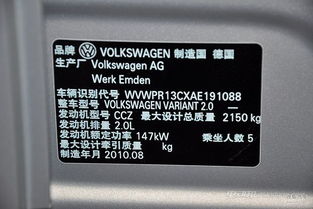 品牌 VOLKSWAGEN 制造国 德国
生产厂 Volkswagen AG
Werk Emden
车辆识别代号 WVWPR13CXAE191088
整车型号 VOLKSWAGEN VARIANT 2.0 —
发动机型号 CCZ 最大设计总质量 2150 kg
发动机排量 2.0L
发动机额定功率 147kW 乘坐人数 5
最大设计牵引质量 kg
制造年月 2010.08